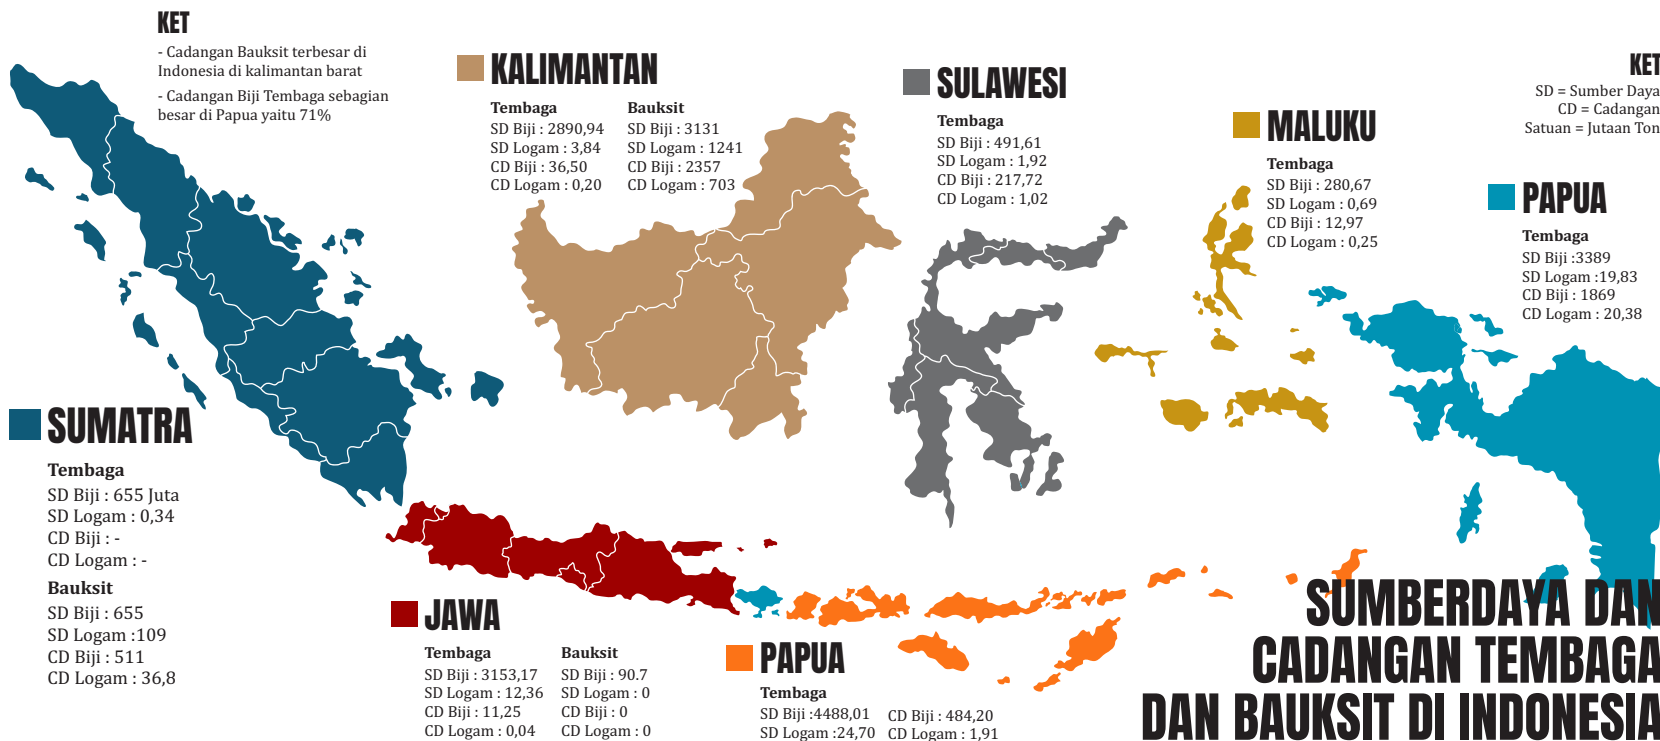 KET
- Cadangan Bauksit terbesar di
Indonesia di kalimantan barat
- Cadangan Biji Tembaga sebagian
besar di Papua yaitu 71%
KALIMANTAN
Tembaga
SD Biji : 2890,94
SD Logam : 3,84
CD Biji : 36,50
CD Logam : 0,20
Bauksit
SD Biji : 3131
SD Logam : 1241
CD Biji : 2357
CD Logam : 703
SULAWESI
Tembaga
SD Biji : 491,61
SD Logam : 1,92
CD Biji : 217,72
CD Logam : 1,02
MALUKU
Tembaga
SD Biji : 280,67
SD Logam : 0,69
CD Biji : 12,97
CD Logam : 0,25
KET
SD = Sumber Daya
CD = Cadangan
Satuan = Jutaan Ton
PAPUA
Tembaga
SD Biji :3389
SD Logam :19,83
CD Biji : 1869
CD Logam : 20,38
SUMATRA
Tembaga
SD Biji : 655 Juta
SD Logam : 0,34
CD Biji : -
CD Logam : -
Bauksit
SD Biji : 655
SD Logam :109
CD Biji : 511
CD Logam : 36,8
JAWA
Tembaga
SD Biji : 3153,17
SD Logam : 12,36
CD Biji : 11,25
CD Logam : 0,04
Bauksit
SD Biji : 90.7
SD Logam : 0
CD Biji : 0
CD Logam : 0
PAPUA
Tembaga
SD Biji :4488,01
SD Logam :24,70
CD Biji : 484,20
CD Logam : 1,91
SUMBERDAYA DAN
CADANGAN TEMBAGA
DAN BAUKSIT DI INDONESIA